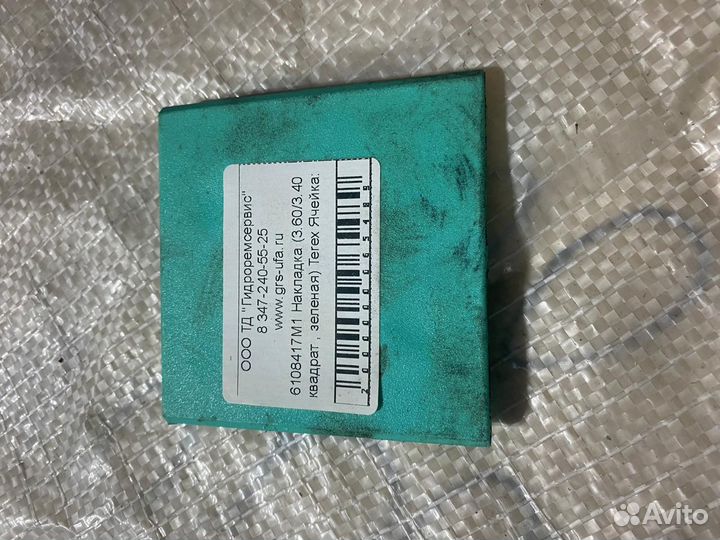 ООО ТД "Гидроремсервис"
8 347-240-55-25
www.grs-ufa.ru
6108417M1 Накладка (3.60/3.40
квадрат , зеленая) Terex Ячейка:
2000000065489
Avito